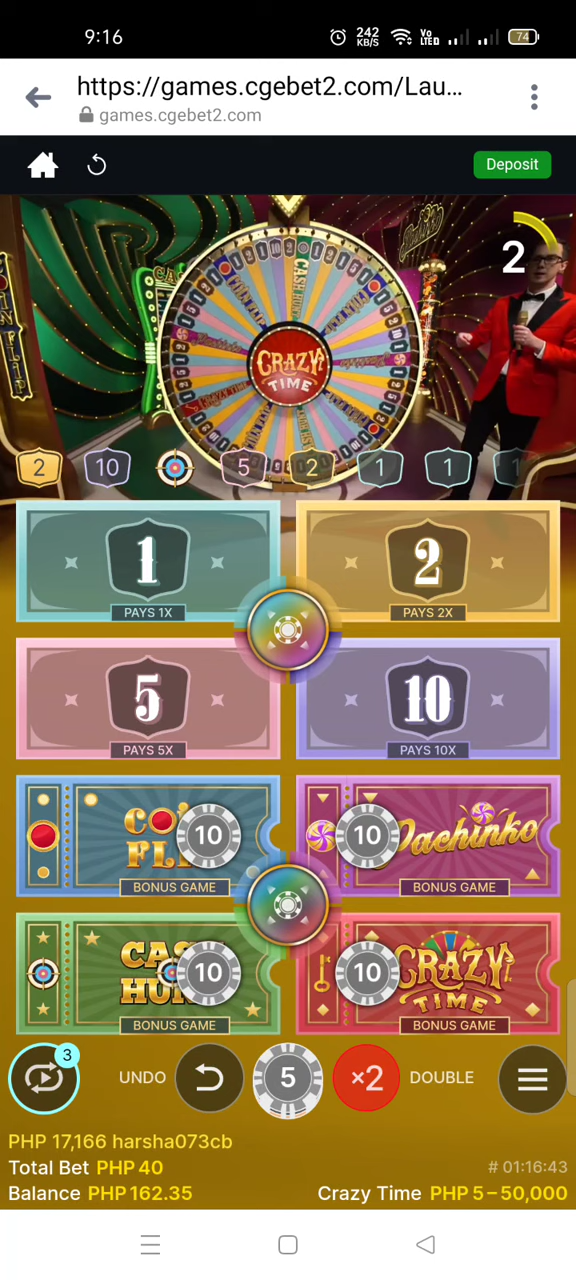 9:16
242
KB/S
Vo
LTED
74
https://games.cgebet2.com/Lau...
games.cgebet2.com
Deposit
2
CRAZY!
TIME
2
10
5
2
1
1
1
1
PAYS 1X
2
PAYS 2X
5
PAYS 5X
10
PAYS 10X
10
BONUS GAME
10
Pachinko
BONUS GAME
10
BONUS GAME
10
CRAZY!
TIME
BONUS GAME
3
UNDO
5
×2
DOUBLE
PHP 17,166 harsha073cb
Total Bet PHP 40
# 01:16:43
Balance PHP 162.35
Crazy Time PHP 5–50,000